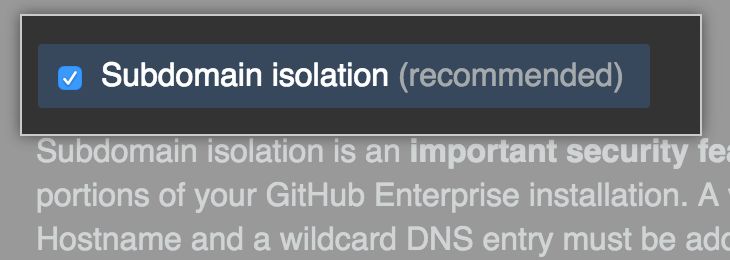 Subdomain isolation (recommended)
Subdomain isolation is an important security
portions of your GitHub Enterprise installation. A
Hostname and a wildcard DNS entry must be